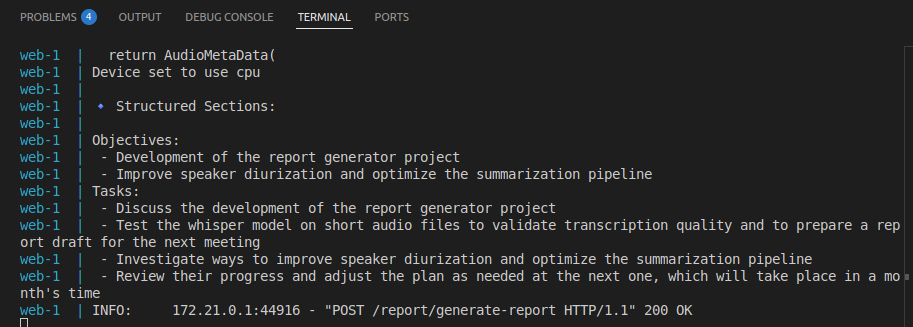 PROBLEMS 4 OUTPUT DEBUG CONSOLE TERMINAL PORTS
web-1 | return AudioMetaData(
web-1 | Device set to use cpu
web-1 |
web-1 | 🔹 Structured Sections:
web-1 |
web-1 | Objectives:
web-1 | - Development of the report generator project
web-1 | - Improve speaker diurization and optimize the summarization pipeline
web-1 | Tasks:
web-1 | - Discuss the development of the report generator project
web-1 | - Test the whisper model on short audio files to validate transcription quality and to prepare a rep
ort draft for the next meeting
web-1 | - Investigate ways to improve speaker diurization and optimize the summarization pipeline
web-1 | - Review their progress and adjust the plan as needed at the next one, which will take place in a mo
nth's time
web-1 | INFO: 172.21.0.1:44916 - "POST /report/generate-report HTTP/1.1" 200 OK